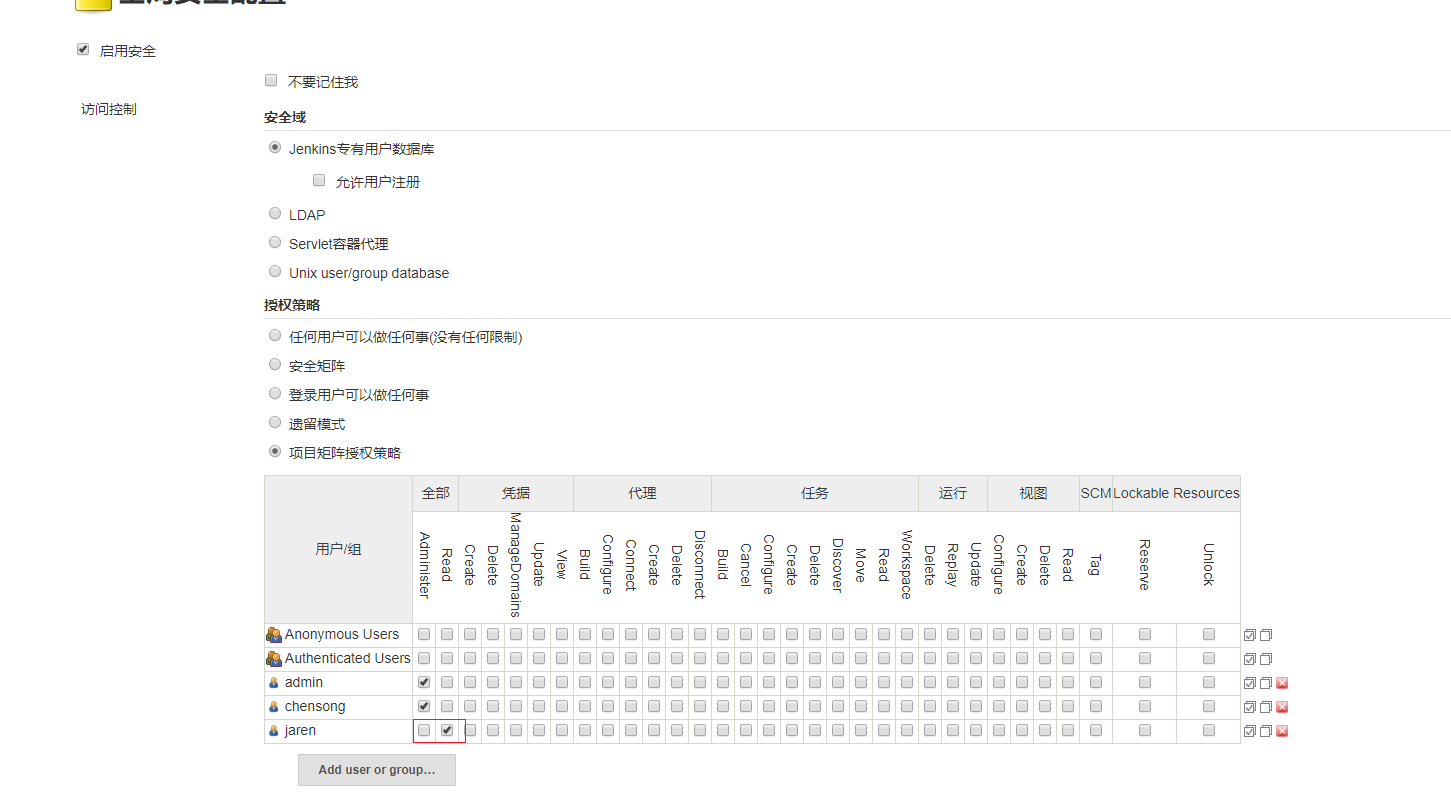 启用安全
不要记住我
访问控制
安全域
Jenkins专有用户数据库
允许用户注册
LDAP
Servlet容器代理
Unix user/group database
授权策略
任何用户可以做任何事(没有任何限制)
安全矩阵
登录用户可以做任何事
遗留模式
项目矩阵授权策略
用户/组 全部 凭据 代理 任务 运行 视图 SCM Lockable Resources
Administer Read Create Delete ManageDomains Update View Build Configure Connect Create Delete Disconnect Build Cancel Configure Create Delete Discover Move Read Workspace Delete Replay Update Configure Create Delete Read Tag Reserve Unlock
Anonymous Users
Authenticated Users
admin
chensong
jaren
Add user or group…